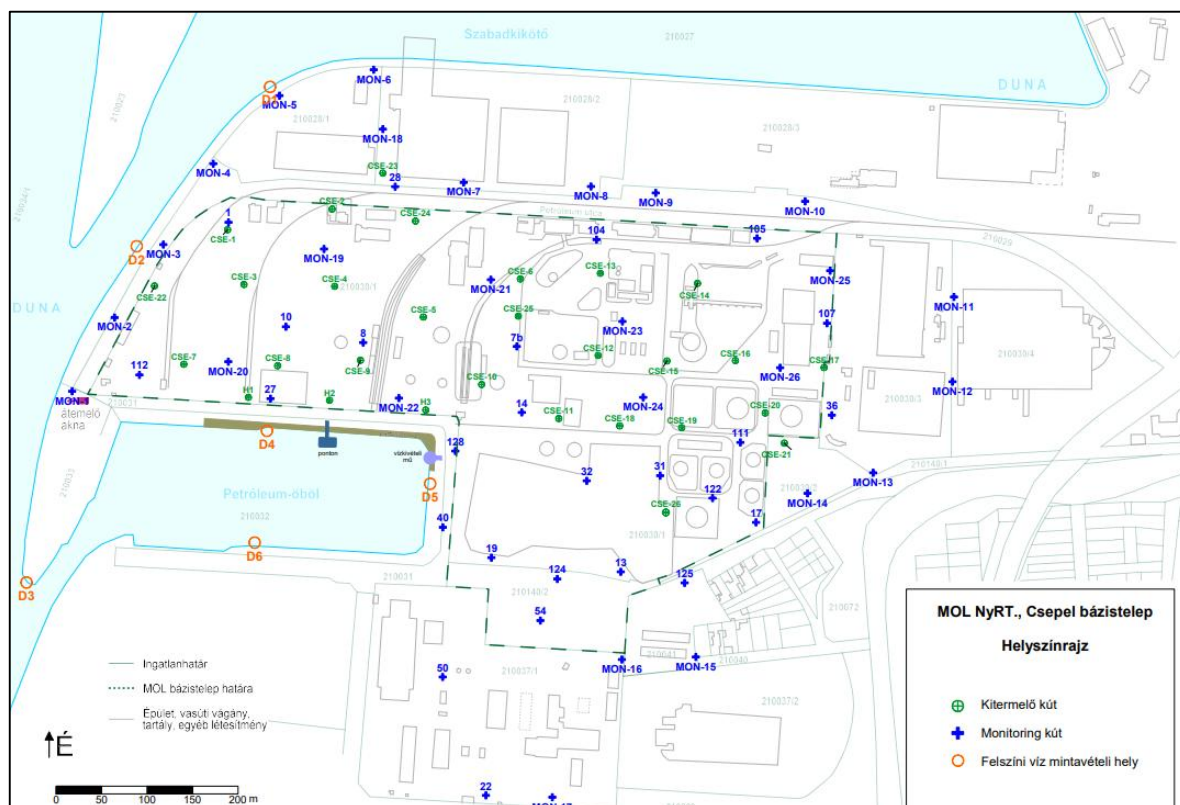 Szabadkikötő
210027
DUNA
MON-6
D1
MON-5
210028/2
210023
210028/1
MON-18
210028/3
MON-4
CSE-23
28
MON-7
MON-8
MON-9
MON-10
CSE-2
Petróleum utca
1
CSE-1
CSE-24
104
105
210029
210034/1
D2
MON-3
MON-19
CSE-22
CSE-3
CSE-4
210030/1
MON-21
CSE-6
CSE-13
CSE-14
MON-25
MON-11
DUNA
MON-2
10
8
CSE-5
CSE-25
MON-23
107
7b
210030/4
112
CSE-7
MON-20
CSE-8
CSE-9
CSE-10
CSE-12
CSE-15
CSE-16
CSE-17
MON-26
MON-12
210030/3
átemelő
akna
210031
H1
27
H2
MON-22
H3
14
CSE-11
CSE-18
MON-24
CSE-19
CSE-20
36
D4
ponton
vízkivételi
mű
128
111
CSE-21
210033
Petróleum-öböl
210032
D5
32
31
122
MON-14
MON-13
210140/1
CSE-26
17
40
D6
19
13
D3
210031
124
125
210140/2
54
210072
210041
210040
MON-15
MON-16
50
210037/1
210037/2
22
Ingatlanhatár
MOL bázistelep határa
Épület, vasúti vágány,
tartály, egyéb létesítmény
É
0 50 100 150 200 m
MOL NyRT., Csepel bázistelep
Helyszínrajz
Kitermelő kút
Monitoring kút
Felszíni víz mintavételi hely